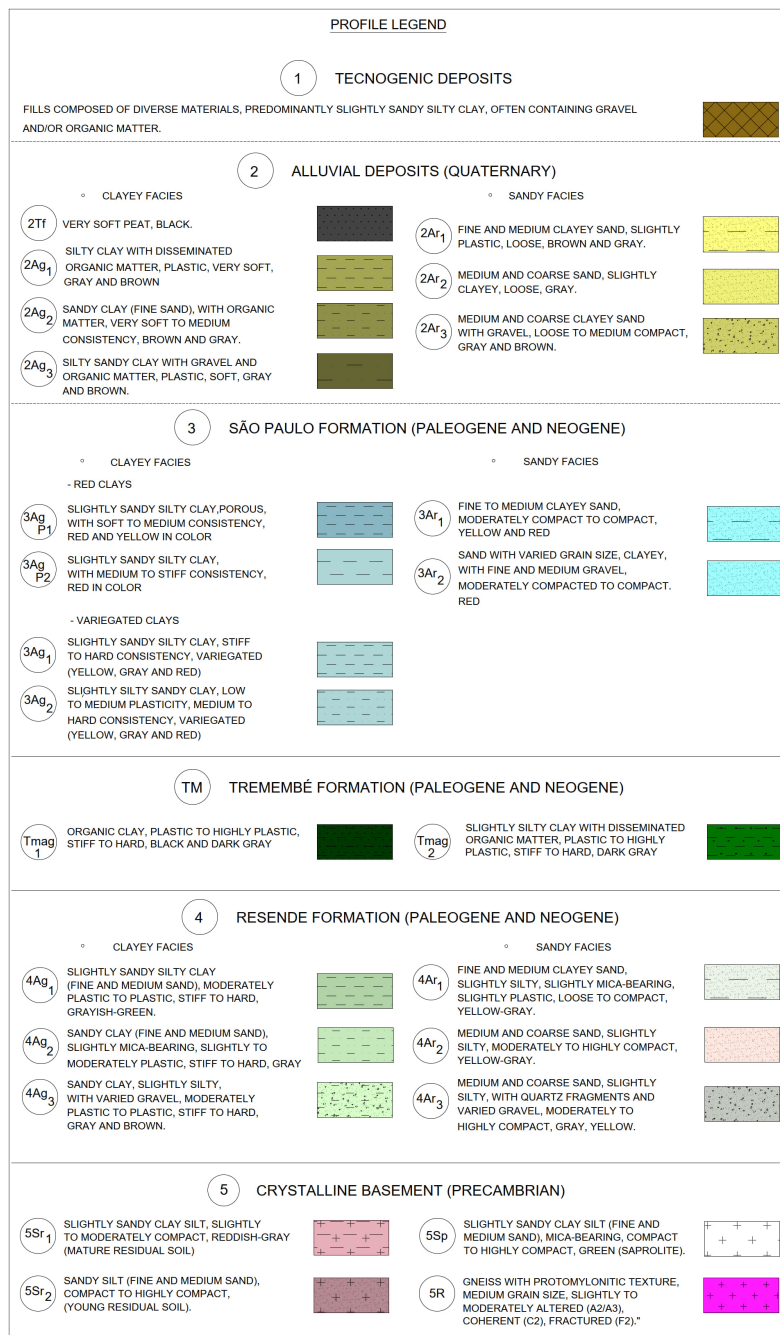 PROFILE LEGEND
1 TECNOGENIC DEPOSITS
FILLS COMPOSED OF DIVERSE MATERIALS, PREDOMINANTLY SLIGHTLY SANDY SILTY CLAY, OFTEN CONTAINING GRAVEL
AND/OR ORGANIC MATTER.
2 ALLUVIAL DEPOSITS (QUATERNARY)
° CLAYEY FACIES
2Tf VERY SOFT PEAT, BLACK.
2Ag1 SILTY CLAY WITH DISSEMINATED
ORGANIC MATTER, PLASTIC, VERY SOFT,
GRAY AND BROWN
2Ag2 SANDY CLAY (FINE SAND), WITH ORGANIC
MATTER, VERY SOFT TO MEDIUM
CONSISTENCY, BROWN AND GRAY.
2Ag3 SILTY SANDY CLAY WITH GRAVEL AND
ORGANIC MATTER, PLASTIC, SOFT, GRAY
AND BROWN.
° SANDY FACIES
2Ar1 FINE AND MEDIUM CLAYEY SAND, SLIGHTLY
PLASTIC, LOOSE, BROWN AND GRAY.
2Ar2 MEDIUM AND COARSE SAND, SLIGHTLY
CLAYEY, LOOSE, GRAY.
2Ar3 MEDIUM AND COARSE CLAYEY SAND
WITH GRAVEL, LOOSE TO MEDIUM COMPACT,
GRAY AND BROWN.
3 SÃO PAULO FORMATION (PALEOGENE AND NEOGENE)
° CLAYEY FACIES
- RED CLAYS
3Ag P1 SLIGHTLY SANDY SILTY CLAY,POROUS,
WITH SOFT TO MEDIUM CONSISTENCY,
RED AND YELLOW IN COLOR
3Ag P2 SLIGHTLY SANDY SILTY CLAY,
WITH MEDIUM TO STIFF CONSISTENCY,
RED IN COLOR
- VARIEGATED CLAYS
3Ag1 SLIGHTLY SANDY SILTY CLAY, STIFF
TO HARD CONSISTENCY, VARIEGATED
(YELLOW, GRAY AND RED)
3Ag2 SLIGHTLY SILTY SANDY CLAY, LOW
TO MEDIUM PLASTICITY, MEDIUM TO
HARD CONSISTENCY, VARIEGATED
(YELLOW, GRAY AND RED)
° SANDY FACIES
3Ar1 FINE TO MEDIUM CLAYEY SAND,
MODERATELY COMPACT TO COMPACT,
YELLOW AND RED
3Ar2 SAND WITH VARIED GRAIN SIZE, CLAYEY,
WITH FINE AND MEDIUM GRAVEL,
MODERATELY COMPACTED TO COMPACT.
RED
TM TREMEMBÉ FORMATION (PALEOGENE AND NEOGENE)
Tmag 1 ORGANIC CLAY, PLASTIC TO HIGHLY PLASTIC,
STIFF TO HARD, BLACK AND DARK GRAY
Tmag 2 SLIGHTLY SILTY CLAY WITH DISSEMINATED
ORGANIC MATTER, PLASTIC TO HIGHLY
PLASTIC, STIFF TO HARD, DARK GRAY
4 RESENDE FORMATION (PALEOGENE AND NEOGENE)
° CLAYEY FACIES
4Ag1 SLIGHTLY SANDY SILTY CLAY
(FINE AND MEDIUM SAND), MODERATELY
PLASTIC TO PLASTIC, STIFF TO HARD,
GRAYISH-GREEN.
4Ag2 SANDY CLAY (FINE AND MEDIUM SAND),
SLIGHTLY MICA-BEARING, SLIGHTLY TO
MODERATELY PLASTIC, STIFF TO HARD, GRAY
4Ag3 SANDY CLAY, SLIGHTLY SILTY,
WITH VARIED GRAVEL, MODERATELY
PLASTIC TO PLASTIC, STIFF TO HARD,
GRAY AND BROWN.
° SANDY FACIES
4Ar1 FINE AND MEDIUM CLAYEY SAND,
SLIGHTLY SILTY, SLIGHTLY MICA-BEARING,
SLIGHTLY PLASTIC, LOOSE TO COMPACT,
YELLOW-GRAY.
4Ar2 MEDIUM AND COARSE SAND, SLIGHTLY
SILTY, MODERATELY TO HIGHLY COMPACT,
YELLOW-GRAY.
4Ar3 MEDIUM AND COARSE SAND, SLIGHTLY
SILTY, WITH QUARTZ FRAGMENTS AND
VARIED GRAVEL, MODERATELY TO
HIGHLY COMPACT, GRAY, YELLOW.
5 CRYSTALLINE BASEMENT (PRECAMBRIAN)
5Sr1 SLIGHTLY SANDY CLAY SILT, SLIGHTLY
TO MODERATELY COMPACT, REDDISH-GRAY
(MATURE RESIDUAL SOIL)
5Sr2 SANDY SILT (FINE AND MEDIUM SAND),
COMPACT TO HIGHLY COMPACT,
(YOUNG RESIDUAL SOIL).
5Sp SLIGHTLY SANDY CLAY SILT (FINE AND
MEDIUM SAND), MICA-BEARING, COMPACT
TO HIGHLY COMPACT, GREEN (SAPROLITE).
5R GNEISS WITH PROTOMYLONITIC TEXTURE,
MEDIUM GRAIN SIZE, SLIGHTLY TO
MODERATELY ALTERED (A2/A3),
COHERENT (C2), FRACTURED (F2)."